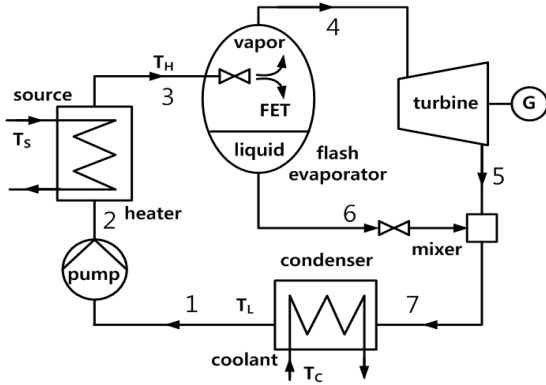 4
vapor
T_H
3
FET
turbine
G
source
T_S
liquid
flash
evaporator
5
2
heater
6
mixer
pump
condenser
1
T_L
7
coolant
T_C